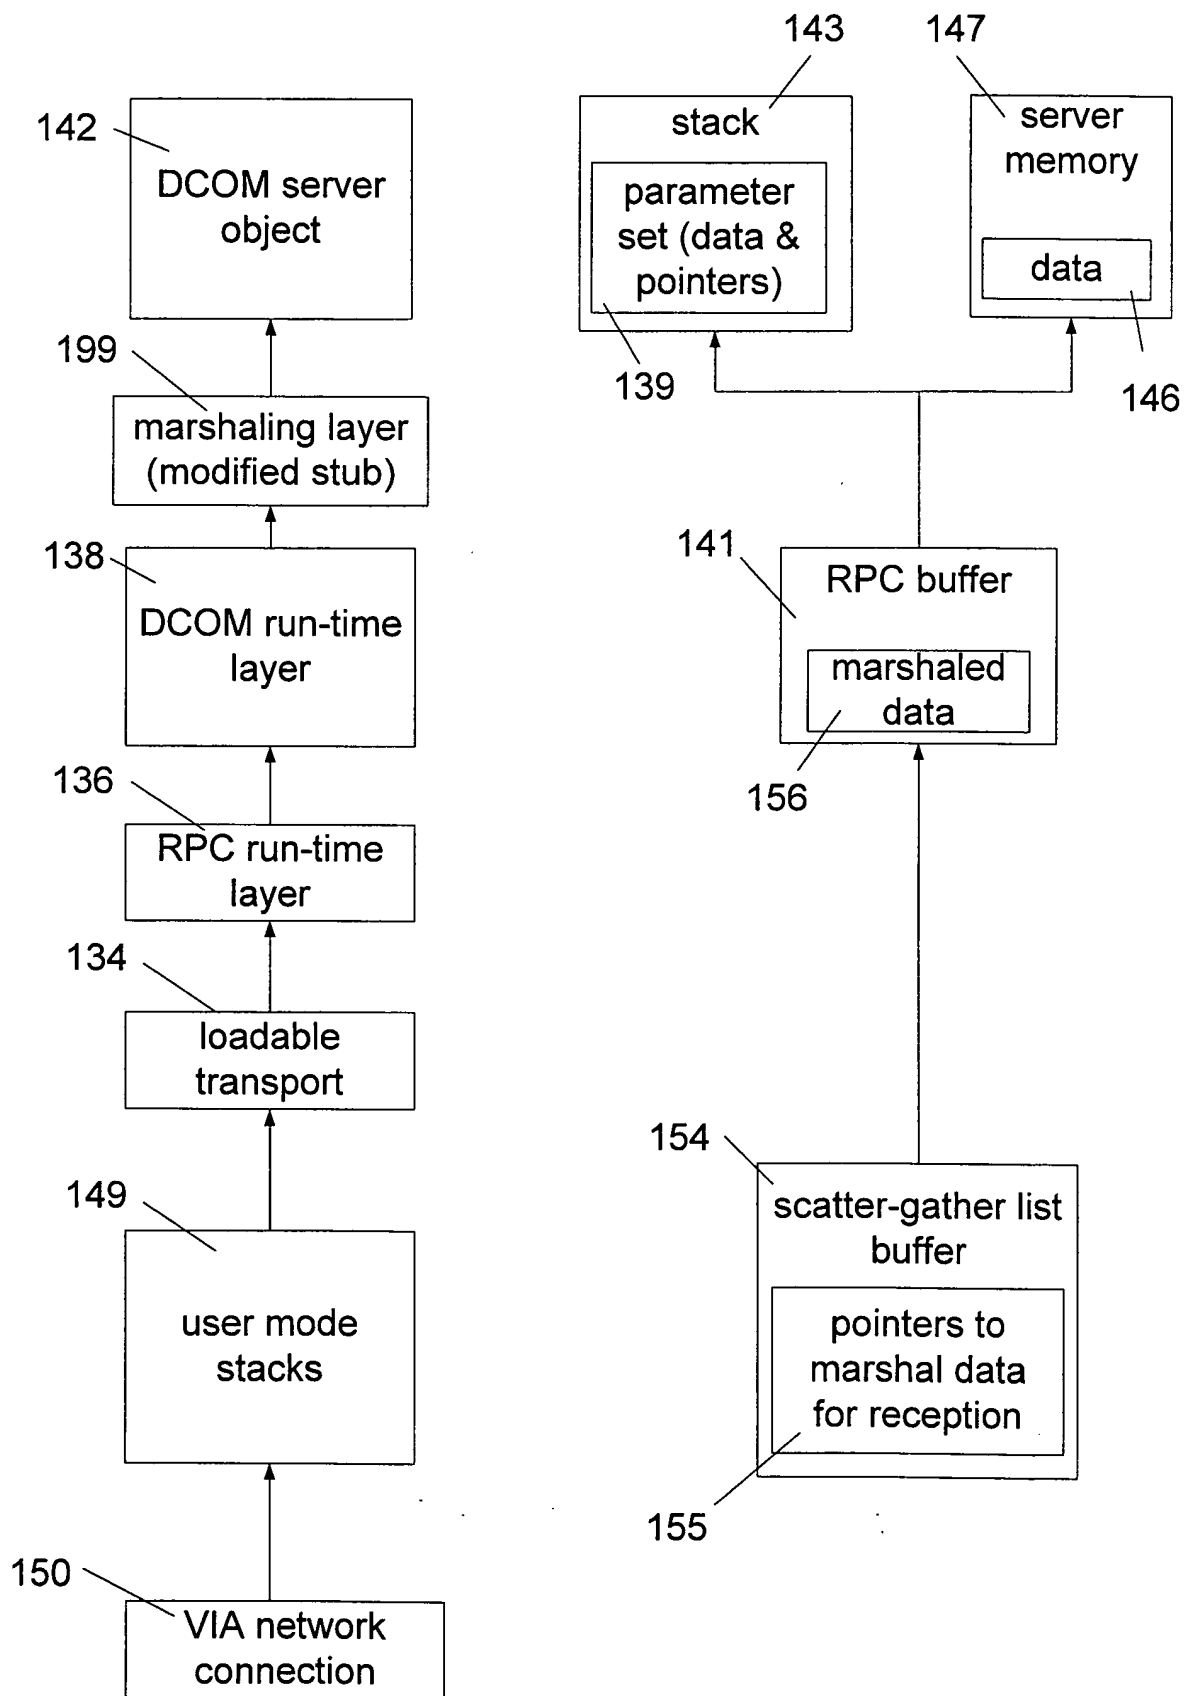 143
147
142
DCOM server
object
stack
parameter
set (data &
pointers)
139
server
memory
data
146
199
marshaling layer
(modified stub)
138
DCOM run-time
layer
141
RPC buffer
marshaled
data
156
136
RPC run-time
layer
134
loadable
transport
149
user mode
stacks
154
scatter-gather list
buffer
pointers to
marshal data
for reception
155
150
VIA network
connection